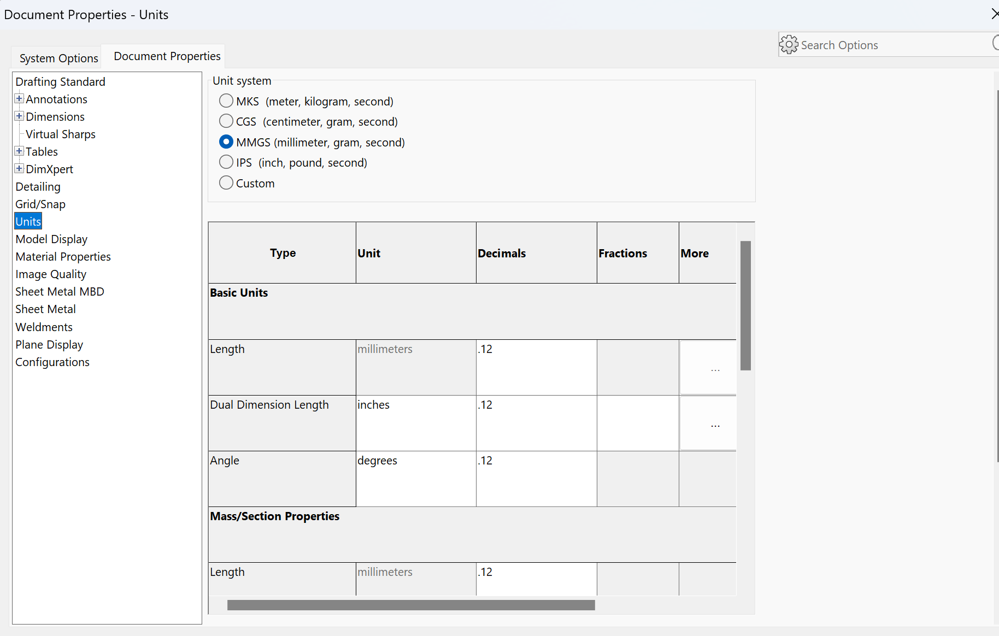 Document Properties - Units
System Options
Document Properties
Search Options
Drafting Standard
Annotations
Dimensions
Virtual Sharps
Tables
DimXpert
Detailing
Grid/Snap
Units
Model Display
Material Properties
Image Quality
Sheet Metal MBD
Sheet Metal
Weldments
Plane Display
Configurations
Unit system
MKS (meter, kilogram, second)
CGS (centimeter, gram, second)
MMGS (millimeter, gram, second)
IPS (inch, pound, second)
Custom
Type Unit Decimals Fractions More
Basic Units
Length millimeters .12 ...
Dual Dimension Length inches .12 ...
Angle degrees .12
Mass/Section Properties
Length millimeters .12